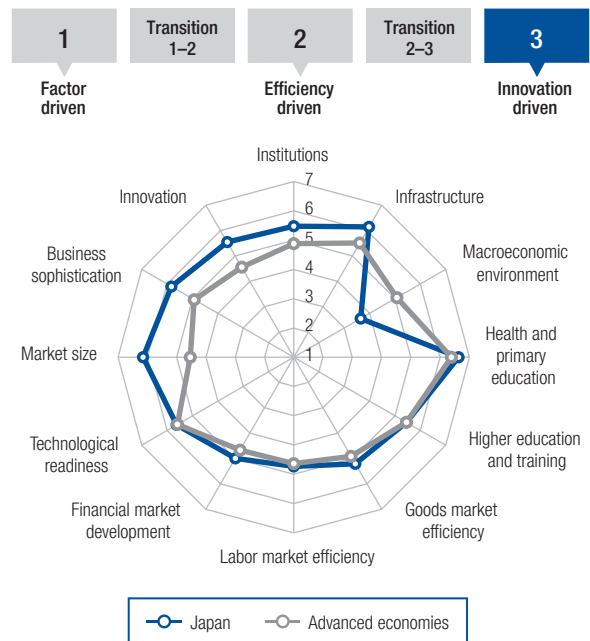 1
Transition
1–2
2
Transition
2–3
3
Factor
driven
Efficiency
driven
Innovation
driven
Institutions
7
6
5
4
3
2
1
Infrastructure
Macroeconomic
environment
Health and
primary
education
Higher education
and training
Goods market
efficiency
Labor market efficiency
Financial market
development
Technological
readiness
Market size
Business
sophistication
Innovation
Japan
Advanced economies